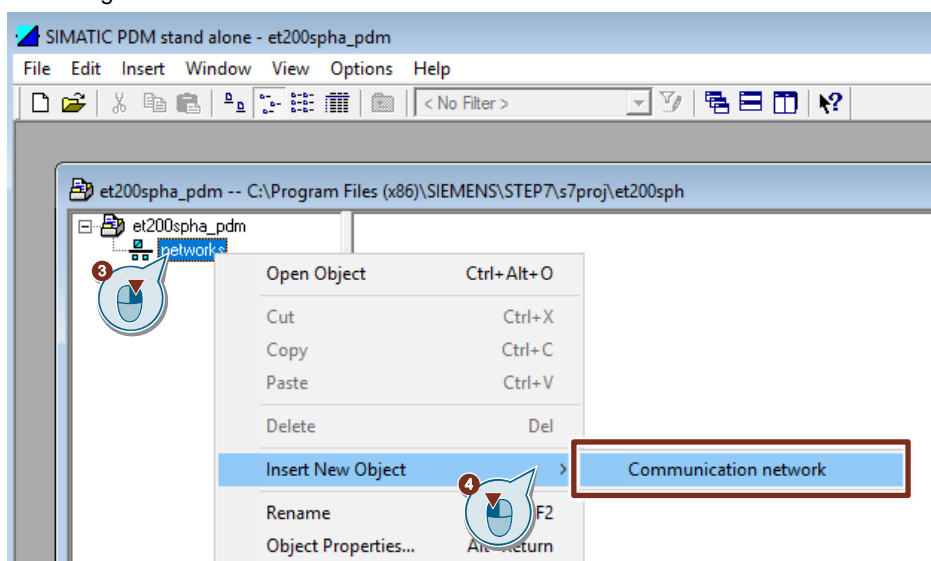 SIMATIC PDM stand alone - et200spha_pdm
File Edit Insert Window View Options Help
< No Filter >
et200spha_pdm -- C:\Program Files (x86)\SIEMENS\STEP7\s7proj\et200sph
et200spha_pdm
networks
3
Open Object Ctrl+Alt+O
Cut Ctrl+X
Copy Ctrl+C
Paste Ctrl+V
Delete Del
Insert New Object >
Communication network
4
Rename F2
Object Properties...